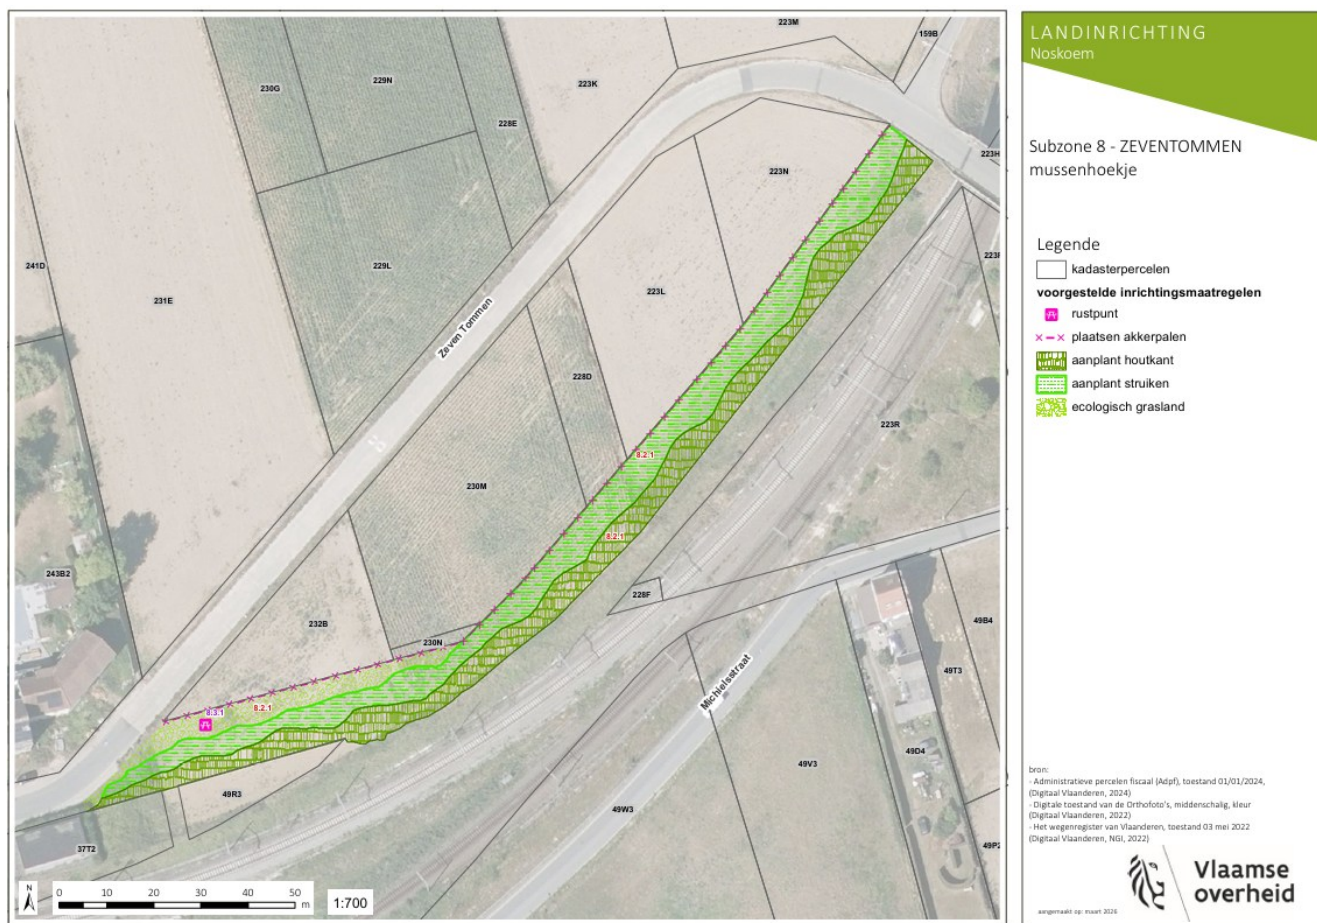 223M
159B
229N
230G
223K
228E
223H
223N
241D
229L
231E
223L
Zeven Tommen
228D
223R
8.2.1
230M
8.2.1
243B2
228F
232B
49B4
230N
49T3
Michielsstraat
8.3.1
8.2.1
49D4
49V3
49R3
49W3
37T2
N
0 10 20 30 40 50
m
1:700
LANDINRICHTING
Noskoem
Subzone 8 - ZEVENTOMMEN
mussenhoekje
Legende
kadasterpercelen
voorgestelde inrichtingsmaatregelen
rustpunt
plaatsen akkerpalen
aanplant houtkant
aanplant struiken
ecologisch grasland
bron:
- Administratieve percelen fiscaal (Adpf), toestand 01/01/2024,
(Digitaal Vlaanderen, 2024)
- Digitale toestand van de Orthofoto's, middenschalig, kleur
(Digitaal Vlaanderen, 2022)
- Het wegenregister van Vlaanderen, toestand 03 mei 2022
(Digitaal Vlaanderen, NGI, 2022)
Vlaamse
overheid
aangemaakt op: maart 2026